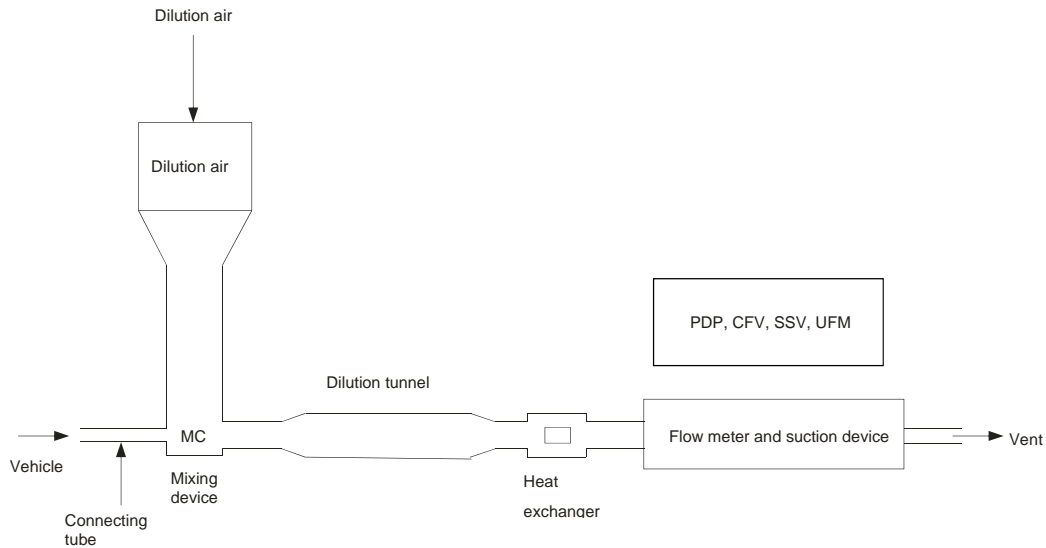 Dilution air
Dilution air
PDP, CFV, SSV, UFM
Dilution tunnel
MC
Flow meter and suction device
Vent
Vehicle
Mixing
device
Heat
exchanger
Connecting
tube